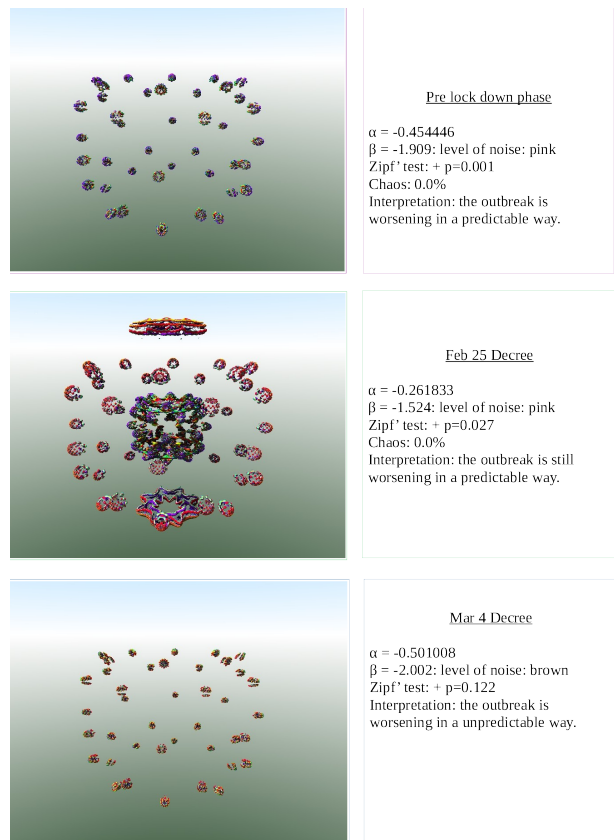 Pre lock down phase
α = -0.454446
β = -1.909: level of noise: pink
Zipf’ test: + p=0.001
Chaos: 0.0%
Interpretation: the outbreak is
worsening in a predictable way.
Feb 25 Decree
α = -0.261833
β = -1.524: level of noise: pink
Zipf’ test: + p=0.027
Chaos: 0.0%
Interpretation: the outbreak is still
worsening in a predictable way.
Mar 4 Decree
α = -0.501008
β = -2.002: level of noise: brown
Zipf’ test: + p=0.122
Interpretation: the outbreak is
worsening in a unpredictable way.